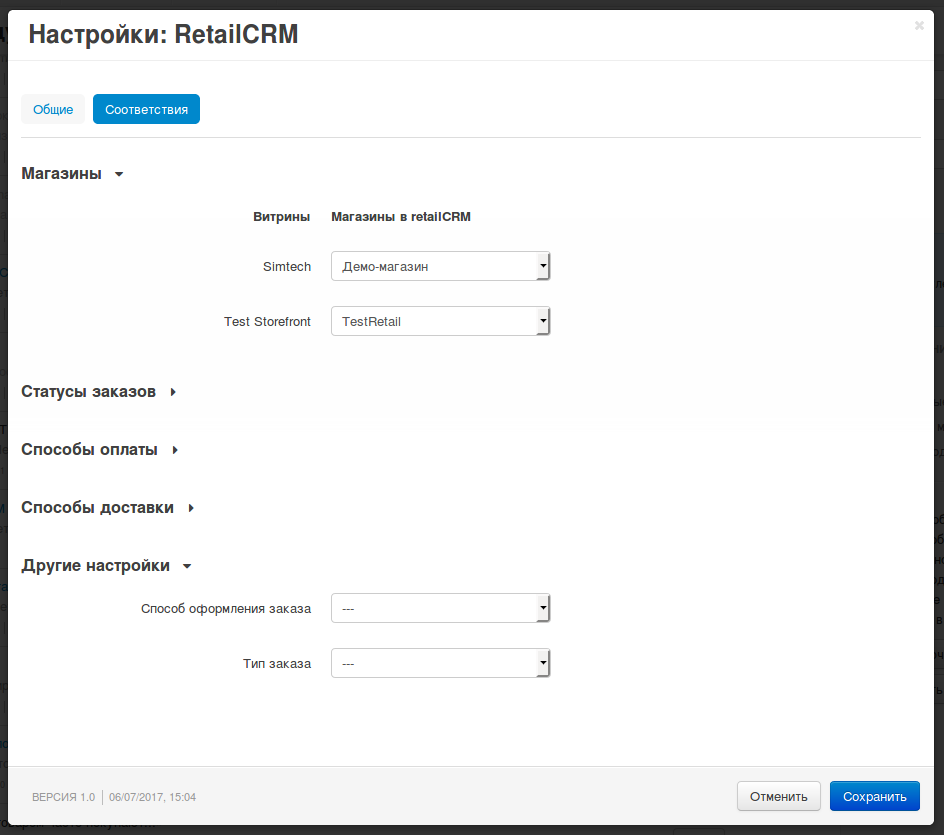 Настройки: RetailCRM
Общие Соответствия
Магазины
Витрины Магазины в retailCRM
Simtech Демо-магазин
Test Storefront TestRetail
Статусы заказов
Способы оплаты
Способы доставки
Другие настройки
Способ оформления заказа ---
Тип заказа ---
ВЕРСИЯ 1.0 06/07/2017, 15:04
Отменить Сохранить